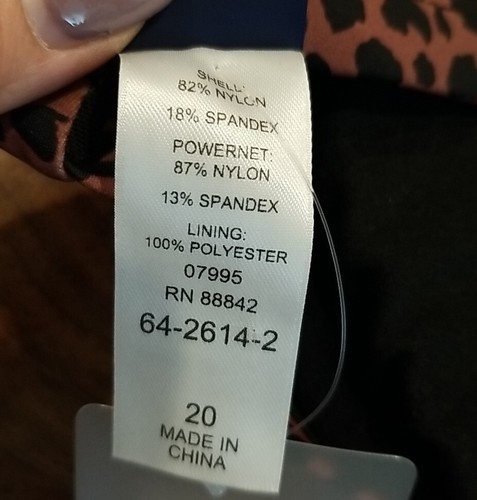 SHELL:
82% NYLON
18% SPANDEX
POWERNET:
87% NYLON
13% SPANDEX
LINING:
100% POLYESTER
07995
RN 88842
64-2614-2
20
MADE IN
CHINA